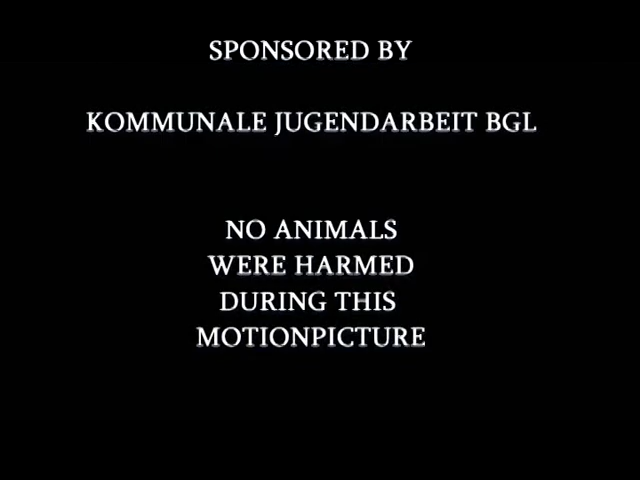 SPONSORED BY
KOMMUNALE JUGENDARBEIT BGL
NO ANIMALS
WERE HARMED
DURING THIS
MOTIONPICTURE